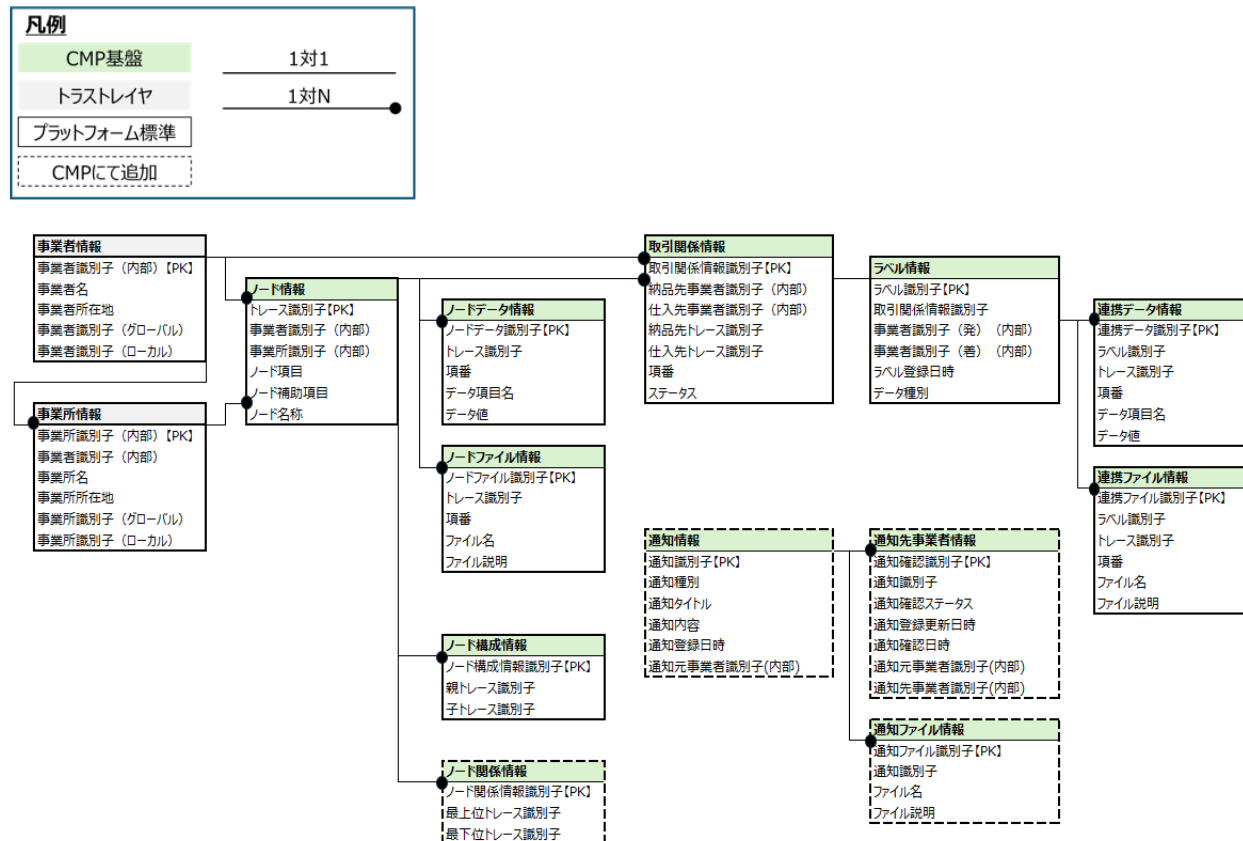 凡例
CMP基盤
1対1
トラストレイヤ
1対N
プラットフォーム標準
CMPにて追加
事業者情報
事業者識別子（内部）【PK】
事業者名
事業者所在地
事業者識別子（グローバル）
事業者識別子（ローカル）
事業所情報
事業所識別子（内部）【PK】
事業者識別子（内部）
事業所名
事業所所在地
事業所識別子（グローバル）
事業所識別子（ローカル）
ノード情報
トレース識別子【PK】
事業者識別子（内部）
事業所識別子（内部）
ノード項目
ノード補助項目
ノード名称
ノードデータ情報
ノードデータ識別子【PK】
トレース識別子
項番
データ項目名
データ値
ノードファイル情報
ノードファイル識別子【PK】
トレース識別子
項番
ファイル名
ファイル説明
ノード構成情報
ノード構成情報識別子【PK】
親トレース識別子
子トレース識別子
ノード関係情報
ノード関係情報識別子【PK】
最上位トレース識別子
最下位トレース識別子
取引関係情報
取引関係情報識別子【PK】
納品先事業者識別子（内部）
仕入先事業者識別子（内部）
納品先トレース識別子
仕入先トレース識別子
項番
ステータス
ラベル情報
ラベル識別子【PK】
取引関係情報識別子
事業者識別子（発）（内部）
事業者識別子（着）（内部）
ラベル登録日時
データ種別
連携データ情報
連携データ識別子【PK】
ラベル識別子
トレース識別子
項番
データ項目名
データ値
連携ファイル情報
連携ファイル識別子【PK】
ラベル識別子
トレース識別子
項番
ファイル名
ファイル説明
通知情報
通知識別子【PK】
通知種別
通知タイトル
通知内容
通知登録日時
通知元事業者識別子(内部)
通知先事業者情報
通知確認識別子【PK】
通知識別子
通知確認ステータス
通知登録更新日時
通知確認日時
通知元事業者識別子(内部)
通知先事業者識別子(内部)
通知ファイル情報
通知ファイル識別子【PK】
通知識別子
ファイル名
ファイル説明